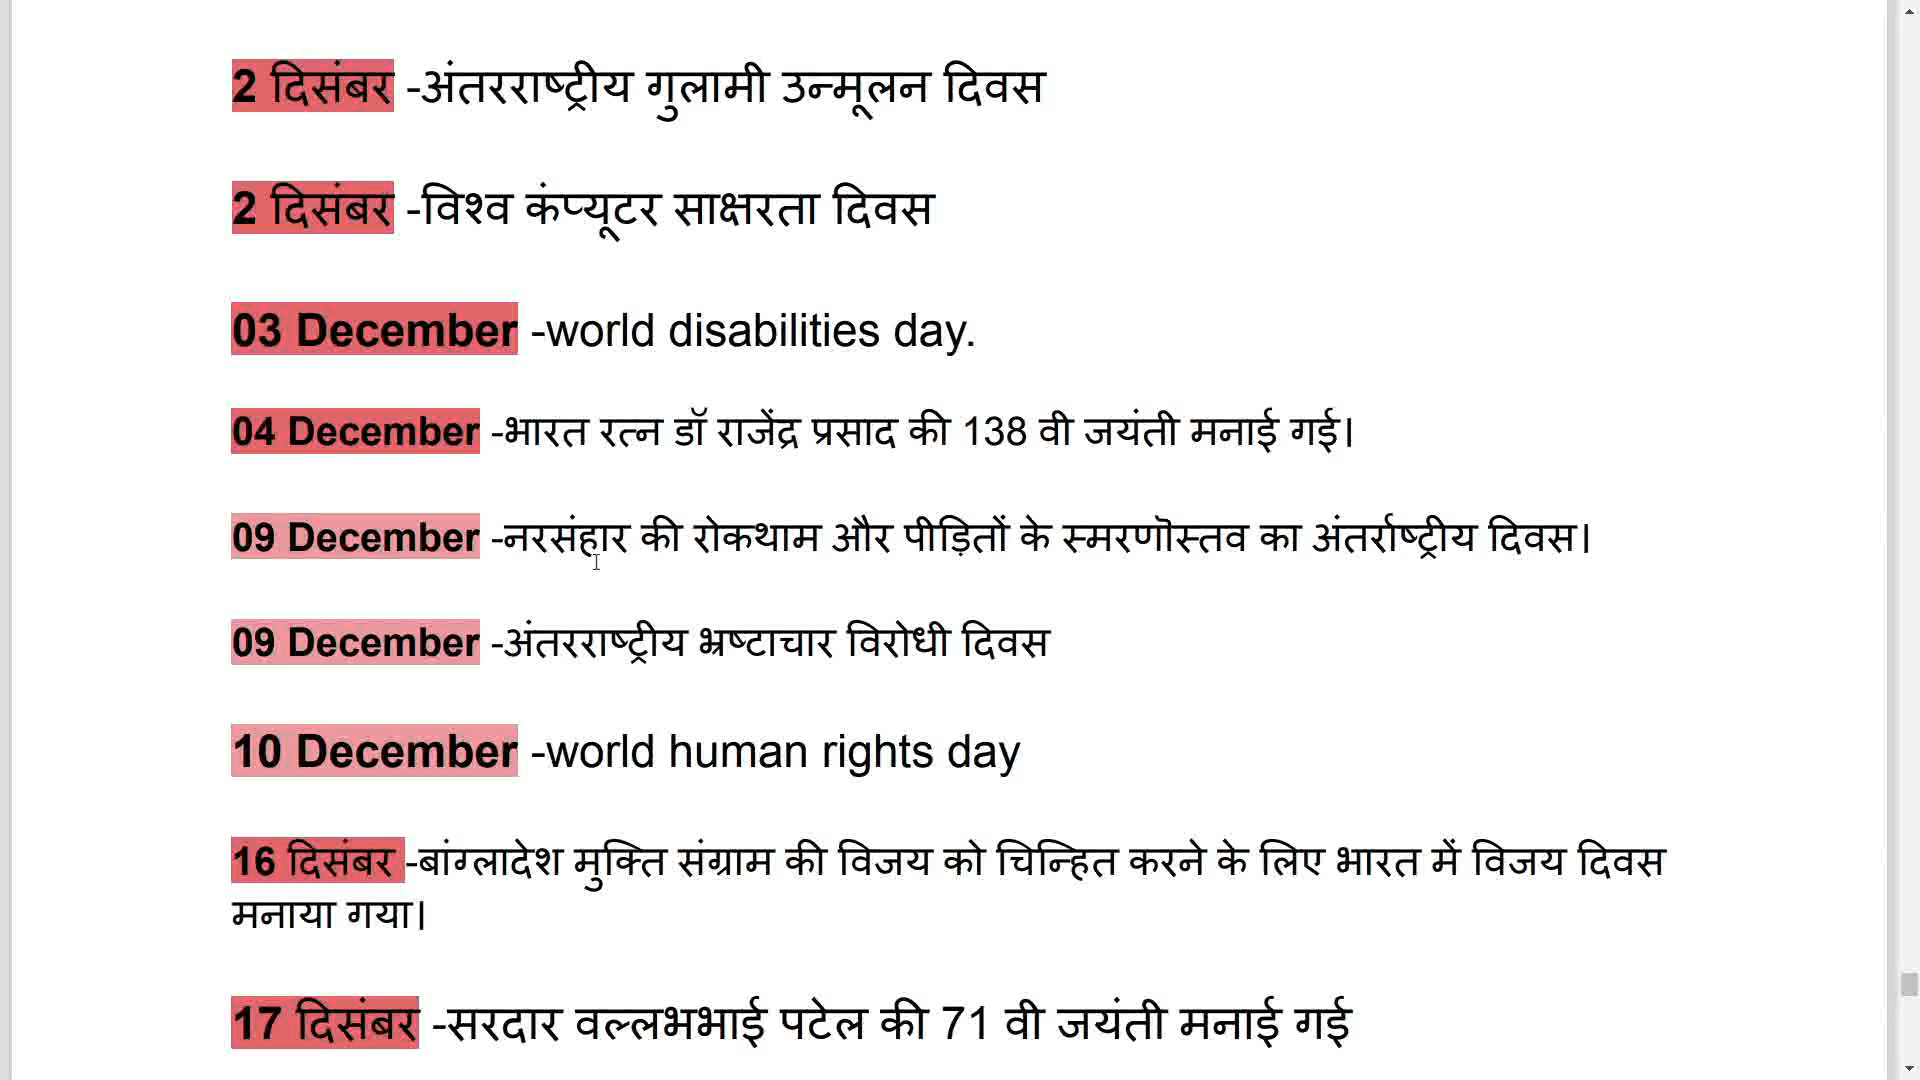 2 दिसंबर -अंतरराष्ट्रीय गुलामी उन्मूलन दिवस
2 दिसंबर -विश्व कंप्यूटर साक्षरता दिवस
03 December -world disabilities day.
04 December -भारत रत्न डॉ राजेंद्र प्रसाद की 138 वी जयंती मनाई गई।
09 December -नरसंहार की रोकथाम और पीड़ितों के स्मरणॊस्तव का अंतर्राष्ट्रीय दिवस।
09 December -अंतरराष्ट्रीय भ्रष्टाचार विरोधी दिवस
10 December -world human rights day
16 दिसंबर -बांग्लादेश मुक्ति संग्राम की विजय को चिन्हित करने के लिए भारत में विजय दिवस
मनाया गया।
17 दिसंबर -सरदार वल्लभभाई पटेल की 71 वी जयंती मनाई गई